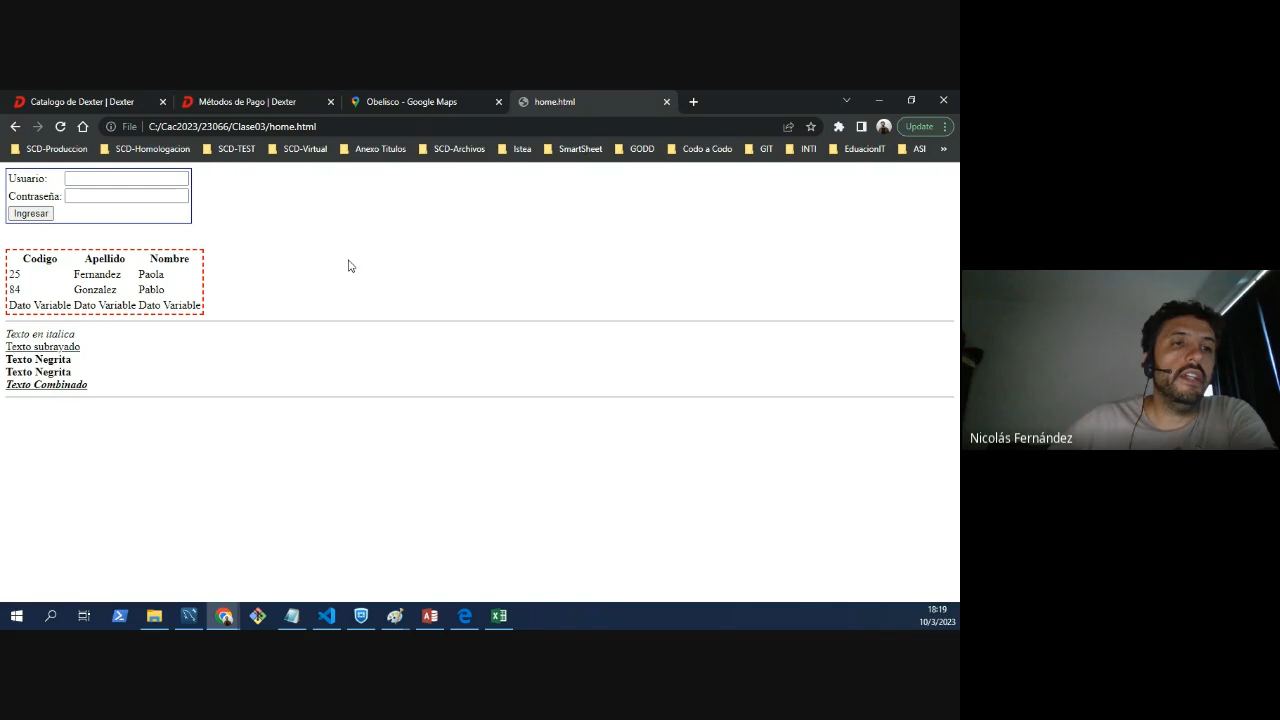 Catalogo de Dexter | Dexter
Métodos de Pago | Dexter
Obelisco - Google Maps
home.html
File
C:/Cac2023/23066/Clase03/home.html
Update
SCD-Produccion
SCD-Homologacion
SCD-TEST
SCD-Virtual
Anexo Titulos
SCD-Archivos
Istea
SmartSheet
GODD
Codo a Codo
GIT
INTI
EduacionIT
ASI
»
Usuario:
Contraseña:
Ingresar
Codigo Apellido Nombre
25 Fernandez Paola
84 Gonzalez Pablo
Dato Variable Dato Variable Dato Variable
Texto en italica
Texto subrayado
Texto Negrita
Texto Negrita
Texto Combinado
Nicolás Fernández
18:19
10/3/2023